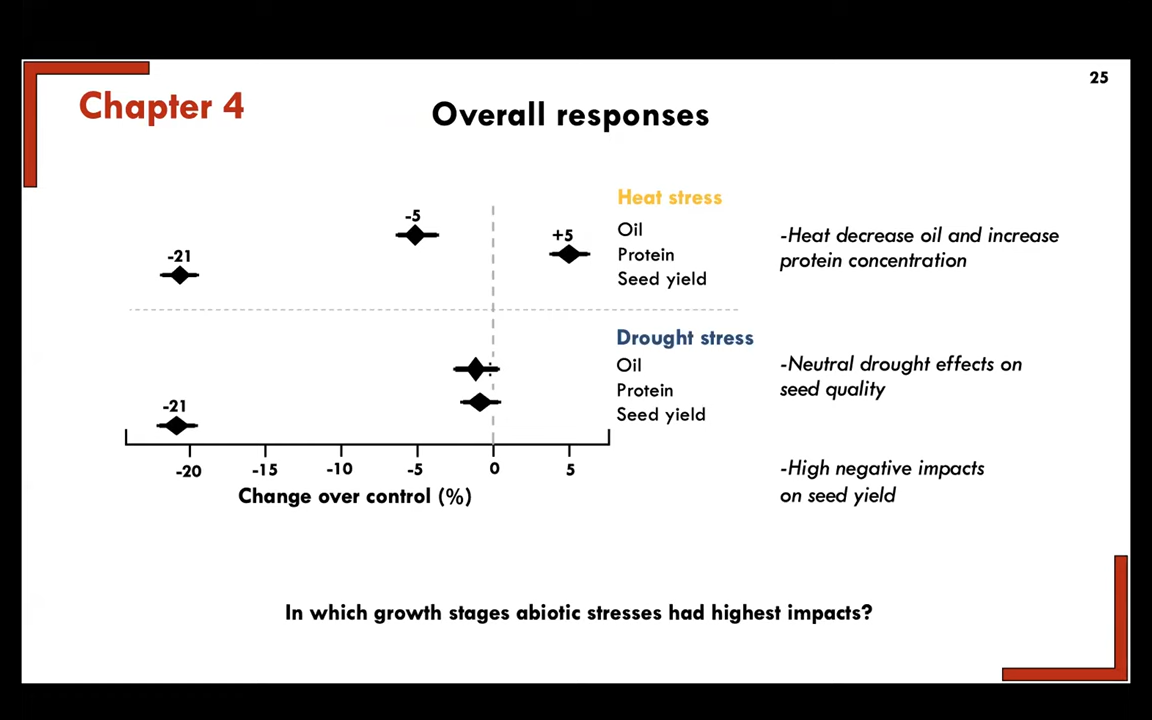 25
Chapter 4
Overall responses
Heat stress
-5
Oil
+5
Protein
-21
Seed yield
-Heat decrease oil and increase
protein concentration
Drought stress
Oil
Protein
-21
Seed yield
-Neutral drought effects on
seed quality
-20 -15 -10 -5 0 5
Change over control (%)
-High negative impacts
on seed yield
In which growth stages abiotic stresses had highest impacts?